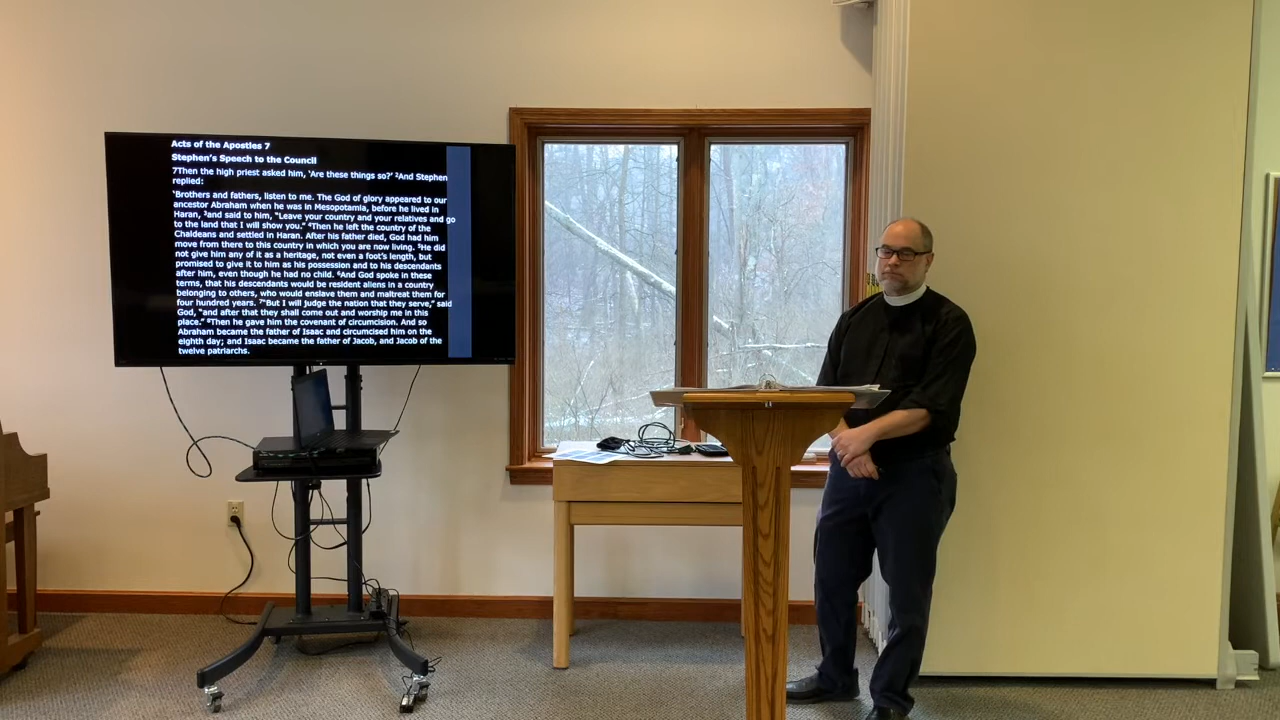 Acts of the Apostles 7
Stephen's Speech to the Council
7Then the high priest asked him, ‘Are these things so?’ ²And Stephen
replied:
‘Brothers and fathers, listen to me. The God of glory appeared to our
ancestor Abraham when he was in Mesopotamia, before he lived in
Haran, ³and said to him, “Leave your country and your relatives and go
to the land that I will show you.” ⁴Then he left the country of the
Chaldeans and settled in Haran. After his father died, God had him
move from there to this country in which you are now living. ⁵He did
not give him any of it as a heritage, not even a foot’s length, but
promised to give it to him as his possession and to his descendants
after him, even though he had no child. ⁶And God spoke in these
terms, that his descendants would be resident aliens in a country
belonging to others, who would enslave them and maltreat them for
four hundred years. ⁷“But I will judge the nation that they serve,” said
God, “and after that they shall come out and worship me in this
place.” ⁸Then he gave him the covenant of circumcision. And so
Abraham became the father of Isaac and circumcised him on the
eighth day; and Isaac became the father of Jacob, and Jacob of the
twelve patriarchs.